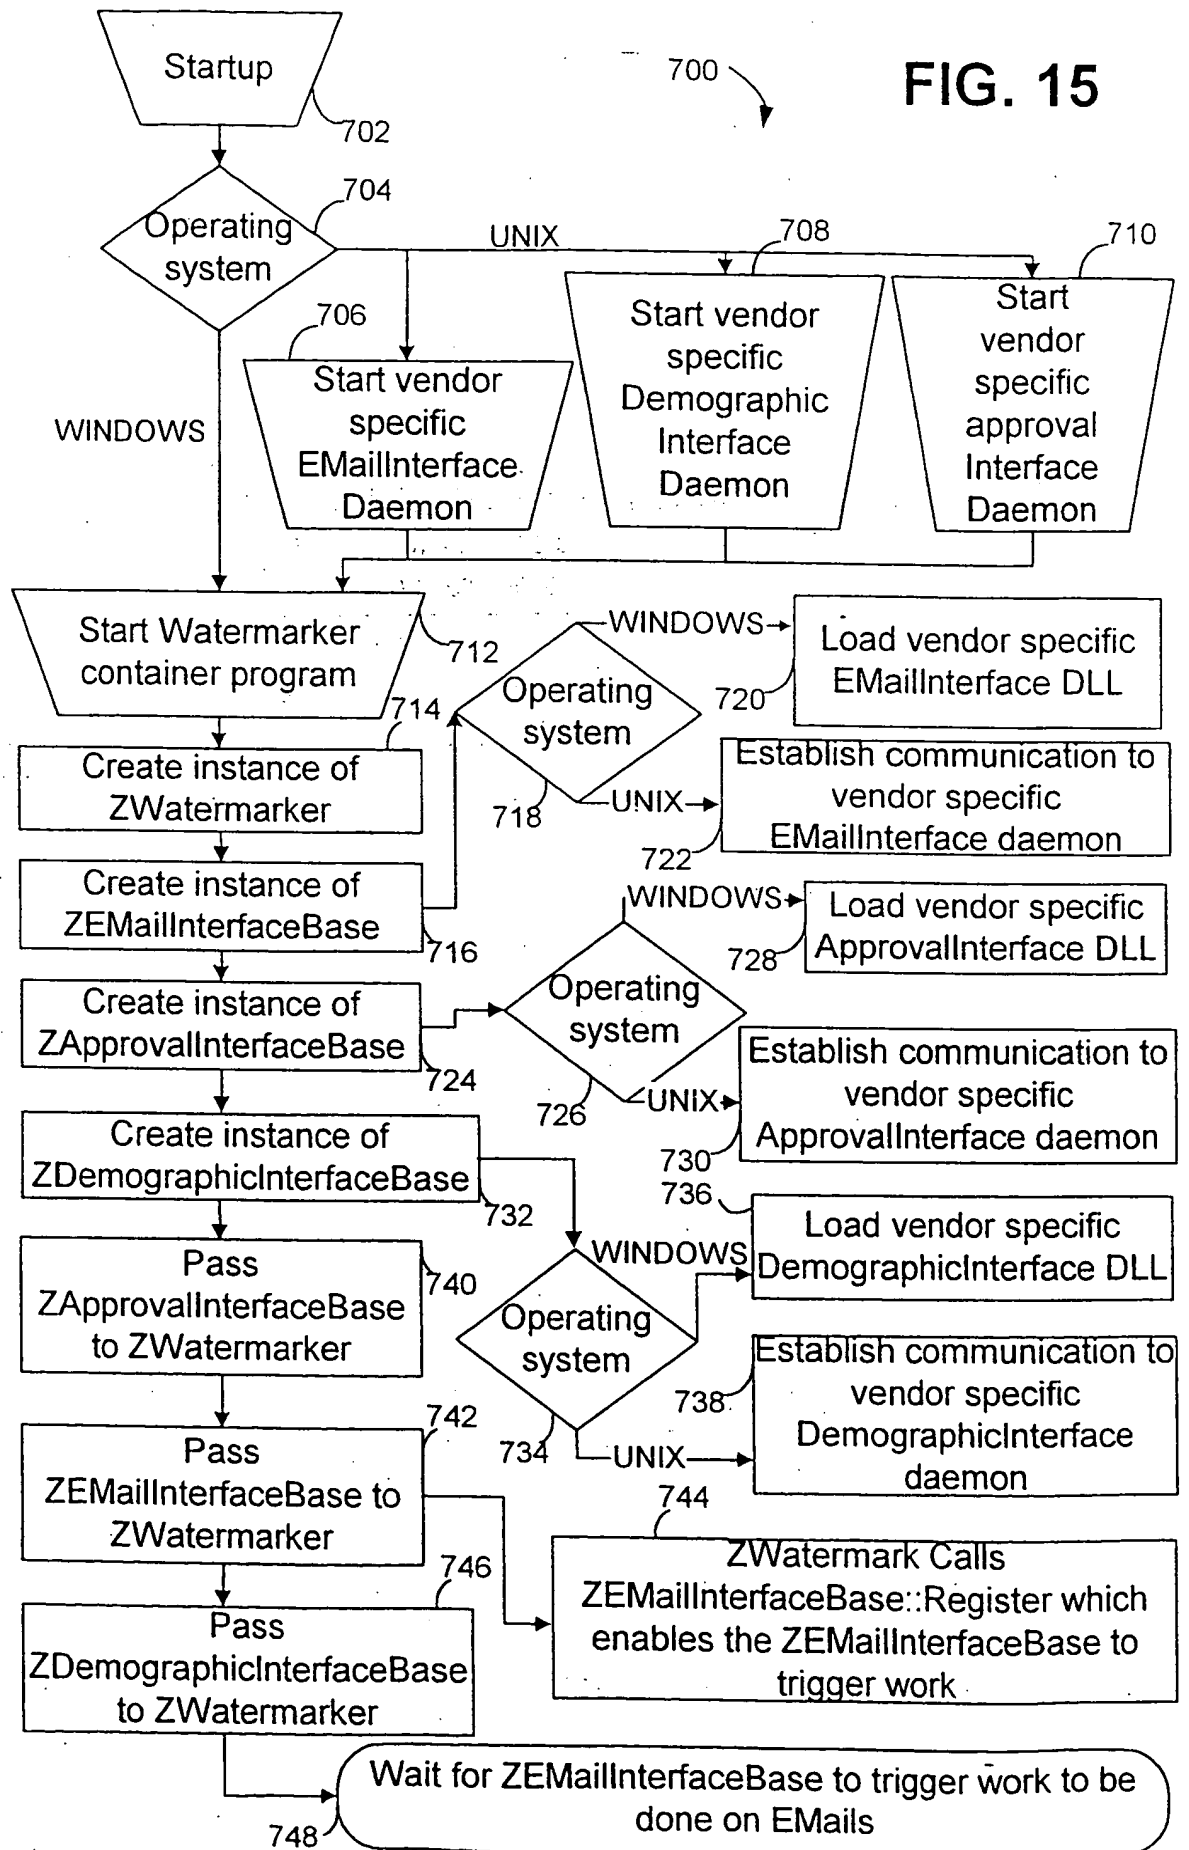 FIG. 15
700
Startup
702
Operating
system
704
UNIX
WINDOWS
706
Start vendor
specific
EMailInterface
Daemon
708
Start vendor
specific
Demographic
Interface
Daemon
710
Start
vendor
specific
approval
Interface
Daemon
Start Watermarker
container program
712
714
Create instance of
ZWatermarker
Create instance of
ZEMailInterfaceBase
716
Operating
system
718
WINDOWS
Load vendor specific
EMailInterface DLL
720
UNIX
Establish communication to
vendor specific
EMailInterface daemon
722
Create instance of
ZApprovalInterfaceBase
724
Operating
system
726
WINDOWS
Load vendor specific
ApprovalInterface DLL
728
UNIX
Establish communication to
vendor specific
ApprovalInterface daemon
730
Create instance of
ZDemographicInterfaceBase
732
Operating
system
734
WINDOWS
736
Load vendor specific
DemographicInterface DLL
UNIX
Establish communication to
vendor specific
DemographicInterface
daemon
738
Pass
ZApprovalInterfaceBase
to ZWatermarker
740
742
Pass
ZEMailInterfaceBase to
ZWatermarker
744
ZWatermark Calls
ZEMailInterfaceBase::Register which
enables the ZEMailInterfaceBase to
trigger work
746
Pass
ZDemographicInterfaceBase
to ZWatermarker
Wait for ZEMailInterfaceBase to trigger work to be
done on EMails
748